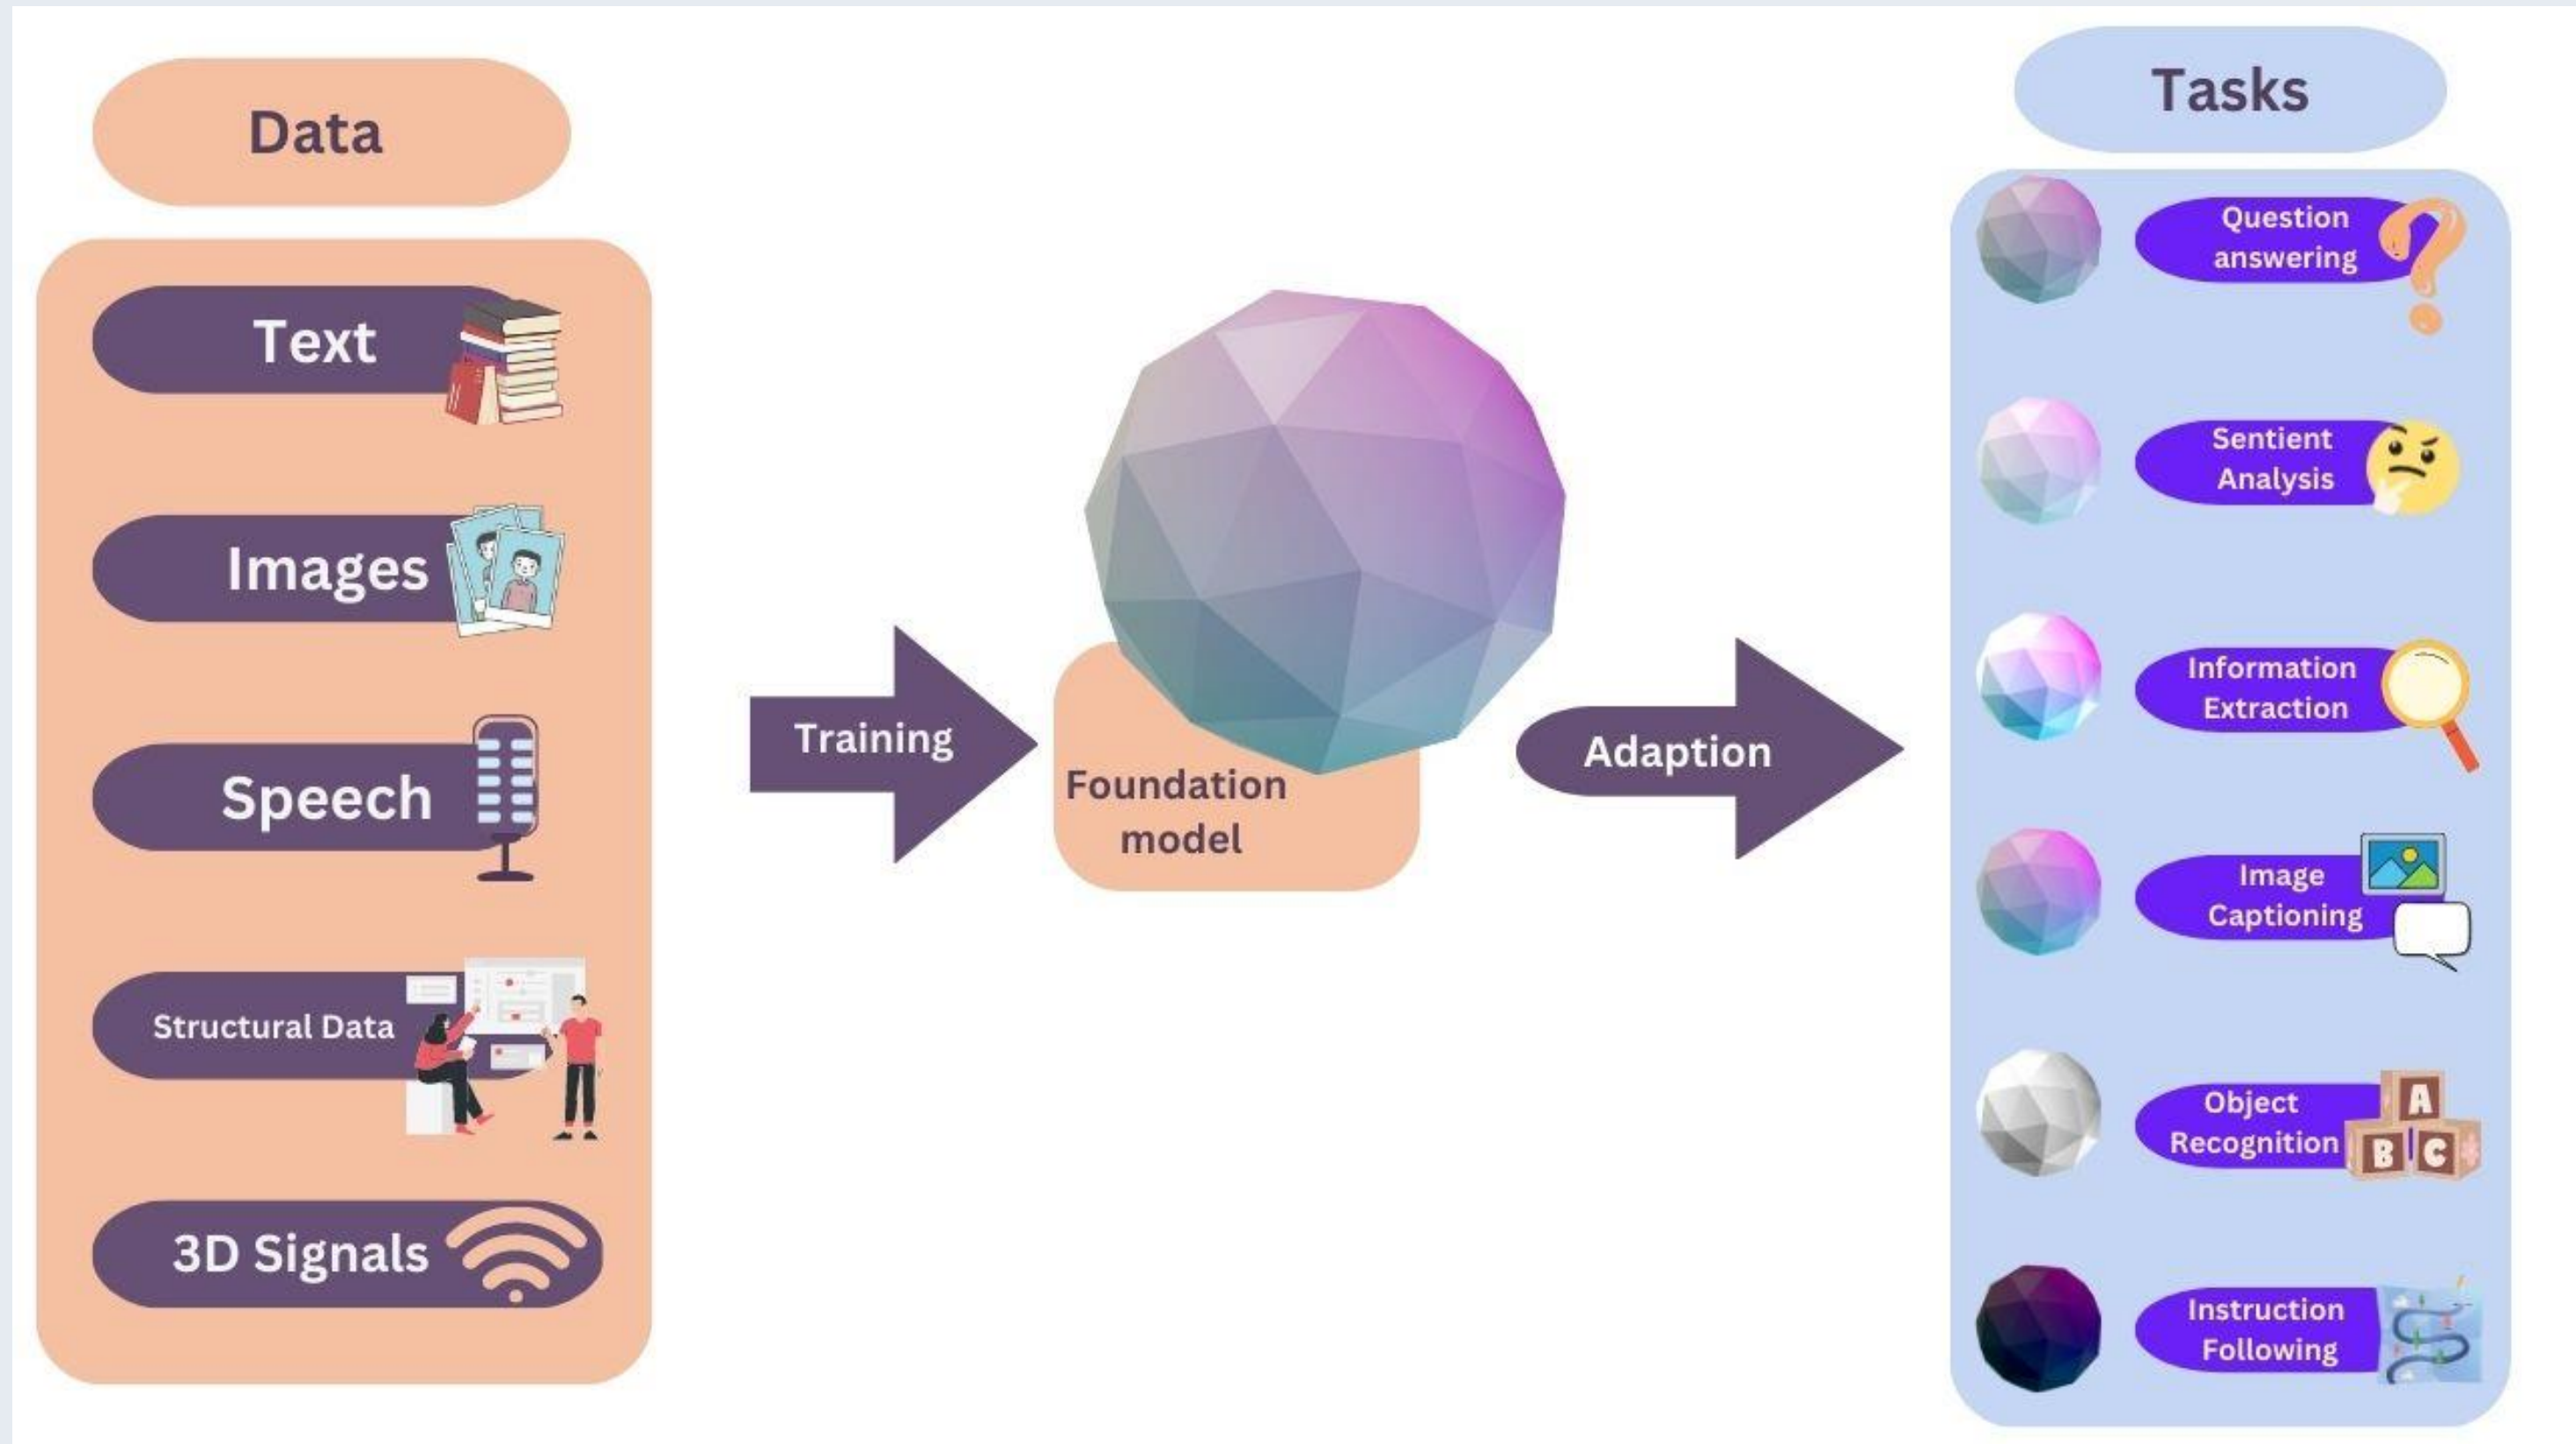 Data
Text
Images
Speech
Structural Data
3D Signals
Training
Foundation
model
Adaption
Tasks
Question
answering
Sentient
Analysis
Information
Extraction
Image
Captioning
Object
Recognition
A
B C
Instruction
Following